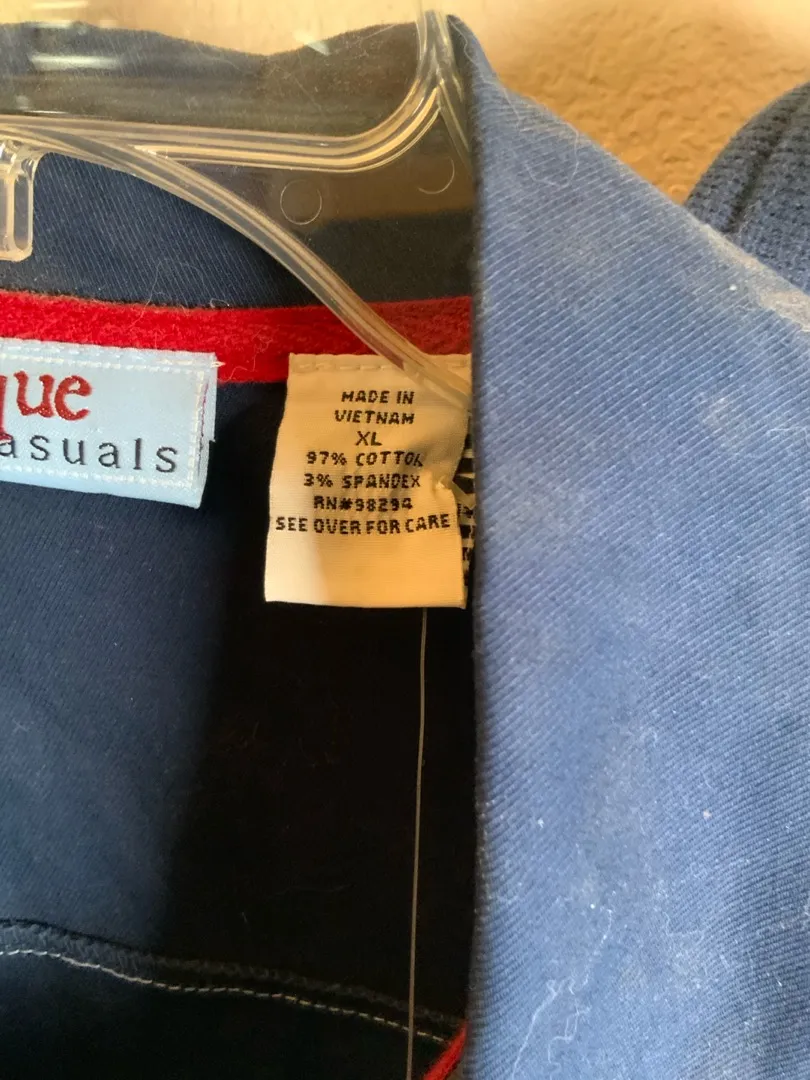 que
asuals
MADE IN
VIETNAM
XL
97% COTTON
3% SPANDEX
RN#98294
SEE OVER FOR CARE